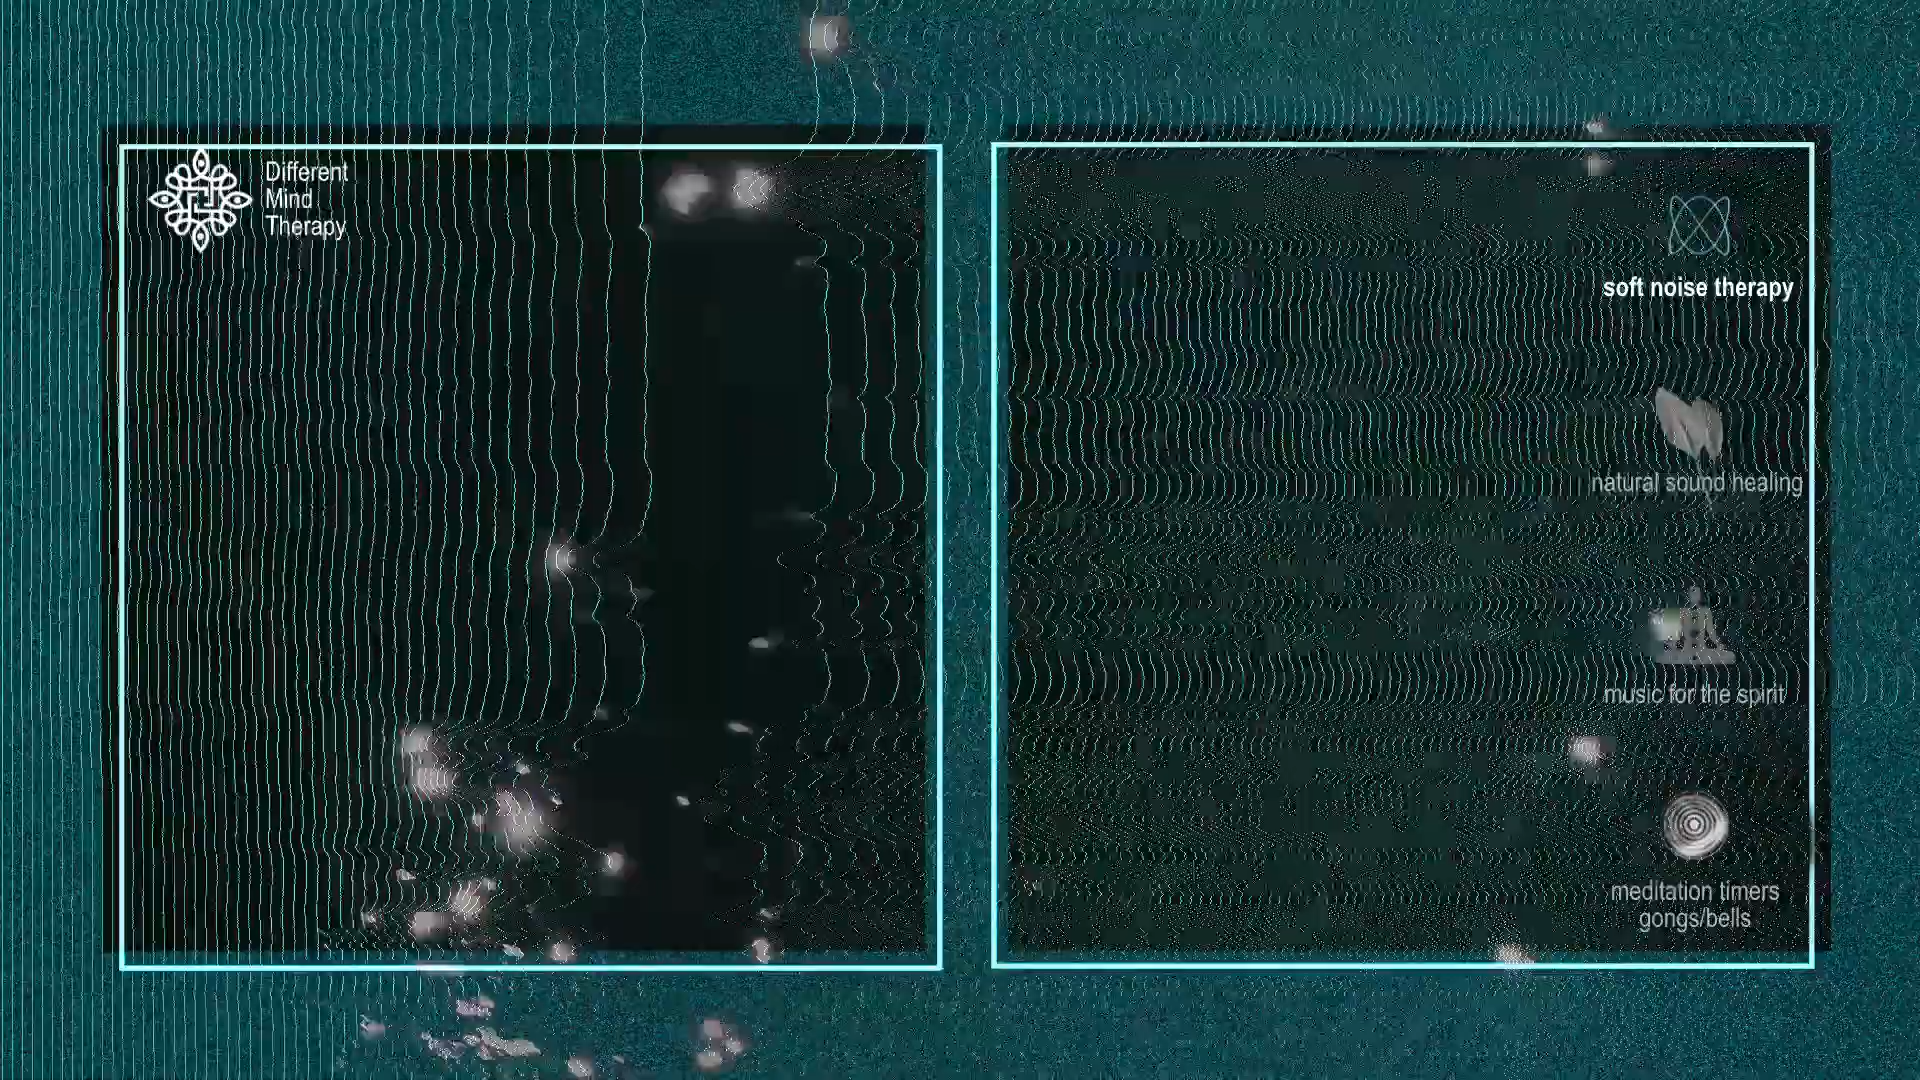 Different
Mind
Therapy
soft noise therapy
natural sound healing
music for the spirit
meditation timers
gongs/bells